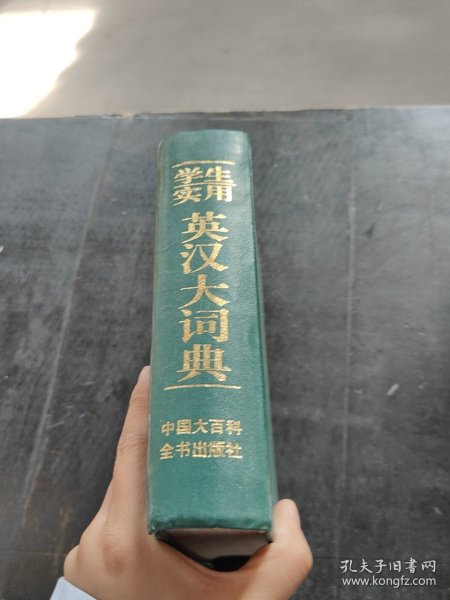 学生
实用
英汉大词典
中国大百科
全书出版社
孔夫子旧书网
www.kongfz.com